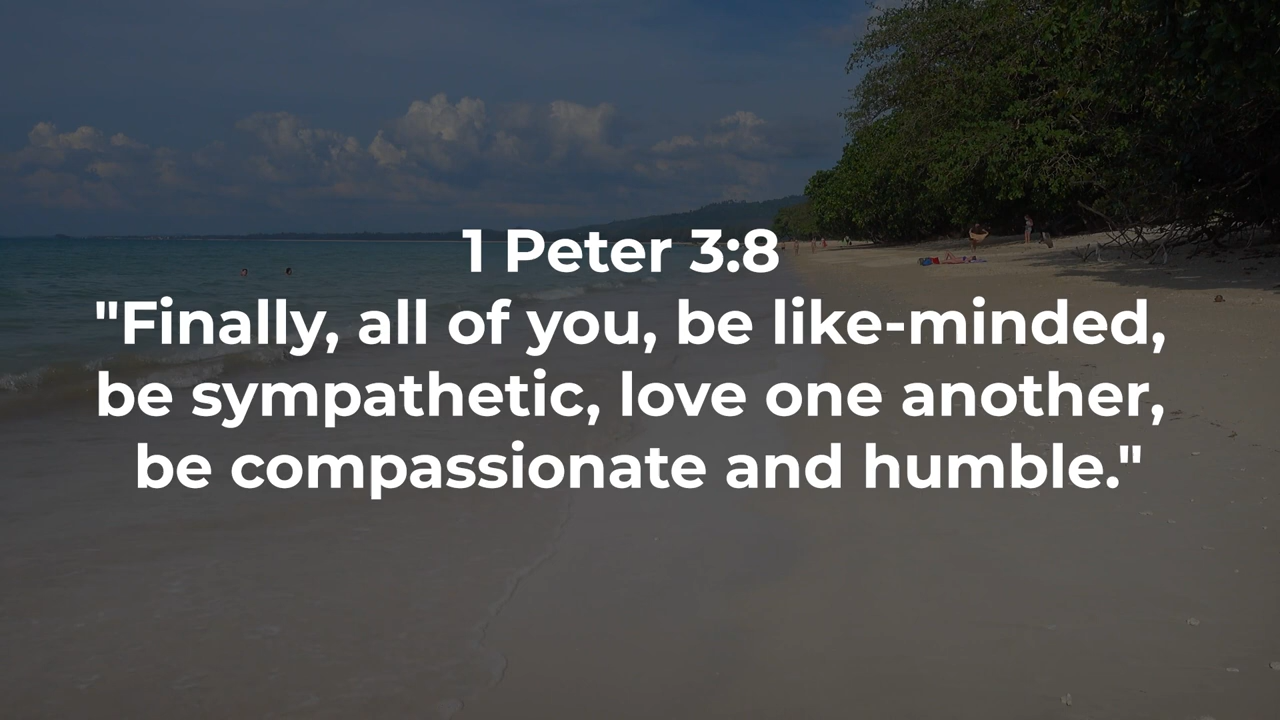 1 Peter 3:8
"Finally, all of you, be like-minded,
be sympathetic, love one another,
be compassionate and humble."